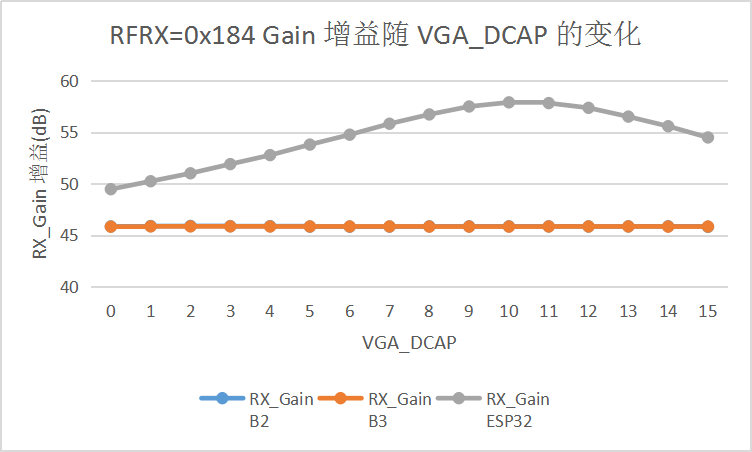 RFRX=0x184 Gain 增益随 VGA_DCAP 的变化
RX_Gain 增益(dB)
60
55
50
45
40
0 1 2 3 4 5 6 7 8 9 10 11 12 13 14 15
VGA_DCAP
RX_Gain B2
RX_Gain B3
RX_Gain ESP32